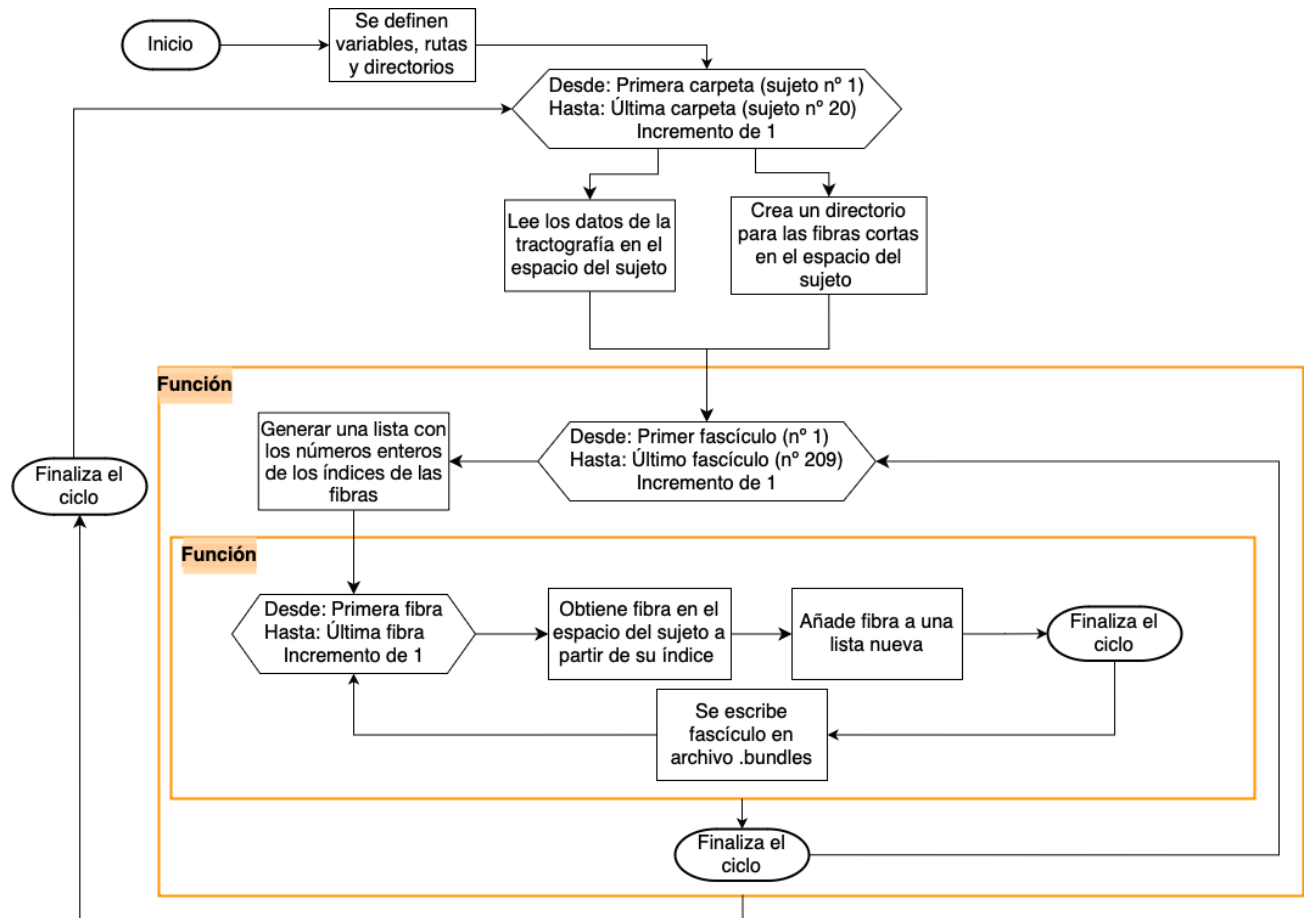 Inicio
Se definen
variables, rutas
y directorios
Desde: Primera carpeta (sujeto nº 1)
Hasta: Última carpeta (sujeto nº 20)
Incremento de 1
Lee los datos de la
tractografía en el
espacio del sujeto
Crea un directorio
para las fibras cortas
en el espacio del
sujeto
Función
Desde: Primer fascículo (nº 1)
Hasta: Último fascículo (nº 209)
Incremento de 1
Generar una lista con
los números enteros
de los índices de las
fibras
Finaliza el
ciclo
Función
Desde: Primera fibra
Hasta: Última fibra
Incremento de 1
Obtiene fibra en el
espacio del sujeto a
partir de su índice
Añade fibra a una
lista nueva
Finaliza el
ciclo
Se escribe
fascículo en
archivo .bundles
Finaliza el
ciclo